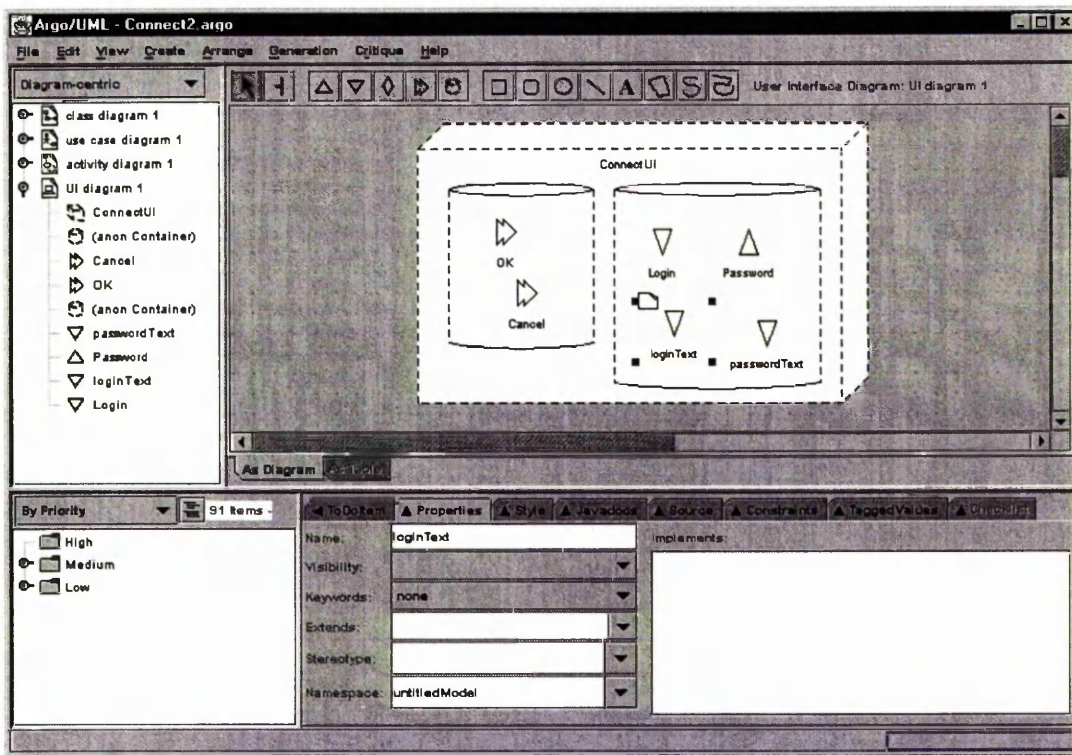 Argo/UML - Connect2.argo
File Edit View Create Arrange Generation Critique Help
Diagram-centric
A User Interface Diagram: UI diagram 1
class diagram 1
use case diagram 1
activity diagram 1
UI diagram 1
ConnectUI
(anon Container)
Cancel
OK
(anon Container)
passwordText
Password
loginText
Login
ConnectUI
OK
Cancel
Login Password
loginText passwordText
As Diagram
By Priority 91 Items -
High
Medium
Low
ToDoItem Properties Style Javadocs Source Constraints TaggedValues Checklist
Name: loginText
Visibility:
Keywords: none
Extends:
Stereotype:
Namespace: untitledModel
Implements: